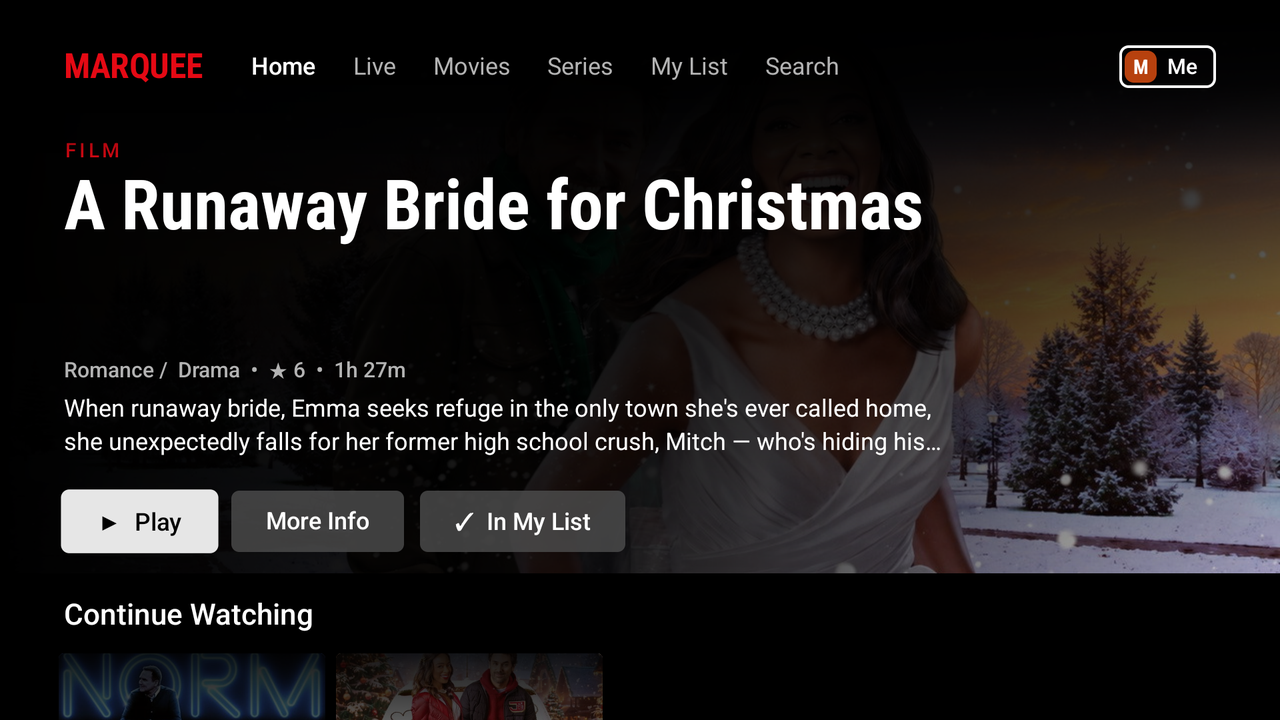 MARQUEE Home Live Movies Series My List Search M Me
FILM
A Runaway Bride for Christmas
Romance / Drama • ★ 6 • 1h 27m
When runaway bride, Emma seeks refuge in the only town she's ever called home,
she unexpectedly falls for her former high school crush, Mitch — who's hiding his...
► Play More Info ✓ In My List
Continue Watching
NORM